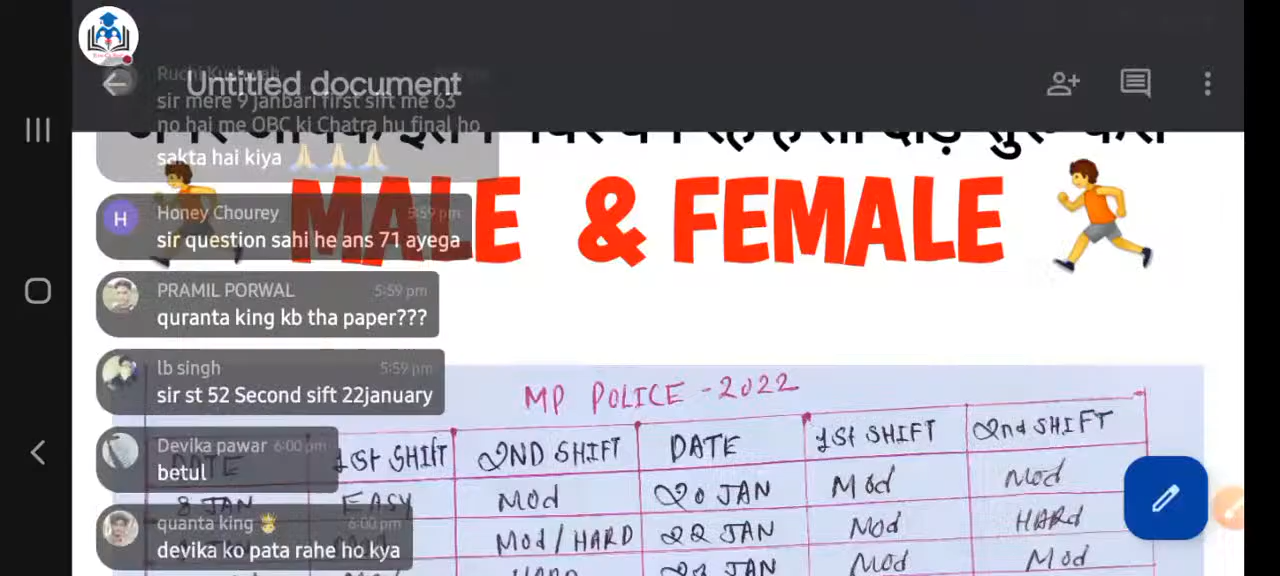 Untitled document
sir mere 9 janbari first sift me 63
no hai me OBC ki Chatra hu final ho
sakta hai kiya 🙏🙏🙏
MALE & FEMALE
Honey Chourey 5:59 pm
H
sir question sahi he ans 71 ayega
PRAMIL PORWAL 5:59 pm
quranta king kb tha paper???
lb singh 5:59 pm
sir st 52 Second sift 22january
Devika pawar 6:00 pm
betul
quanta king 👑 6:00 pm
devika ko pata rahe ho kya
MP POLICE - 2022
DATE 1St SHIFT 2ND SHIFT DATE 1St SHIFT 2nd SHIFT
8 JAN EASY MOd 20 JAN MOd MOd
MOd / HARD 22 JAN MOd HARd
HARD 23 JAN MOd MOd